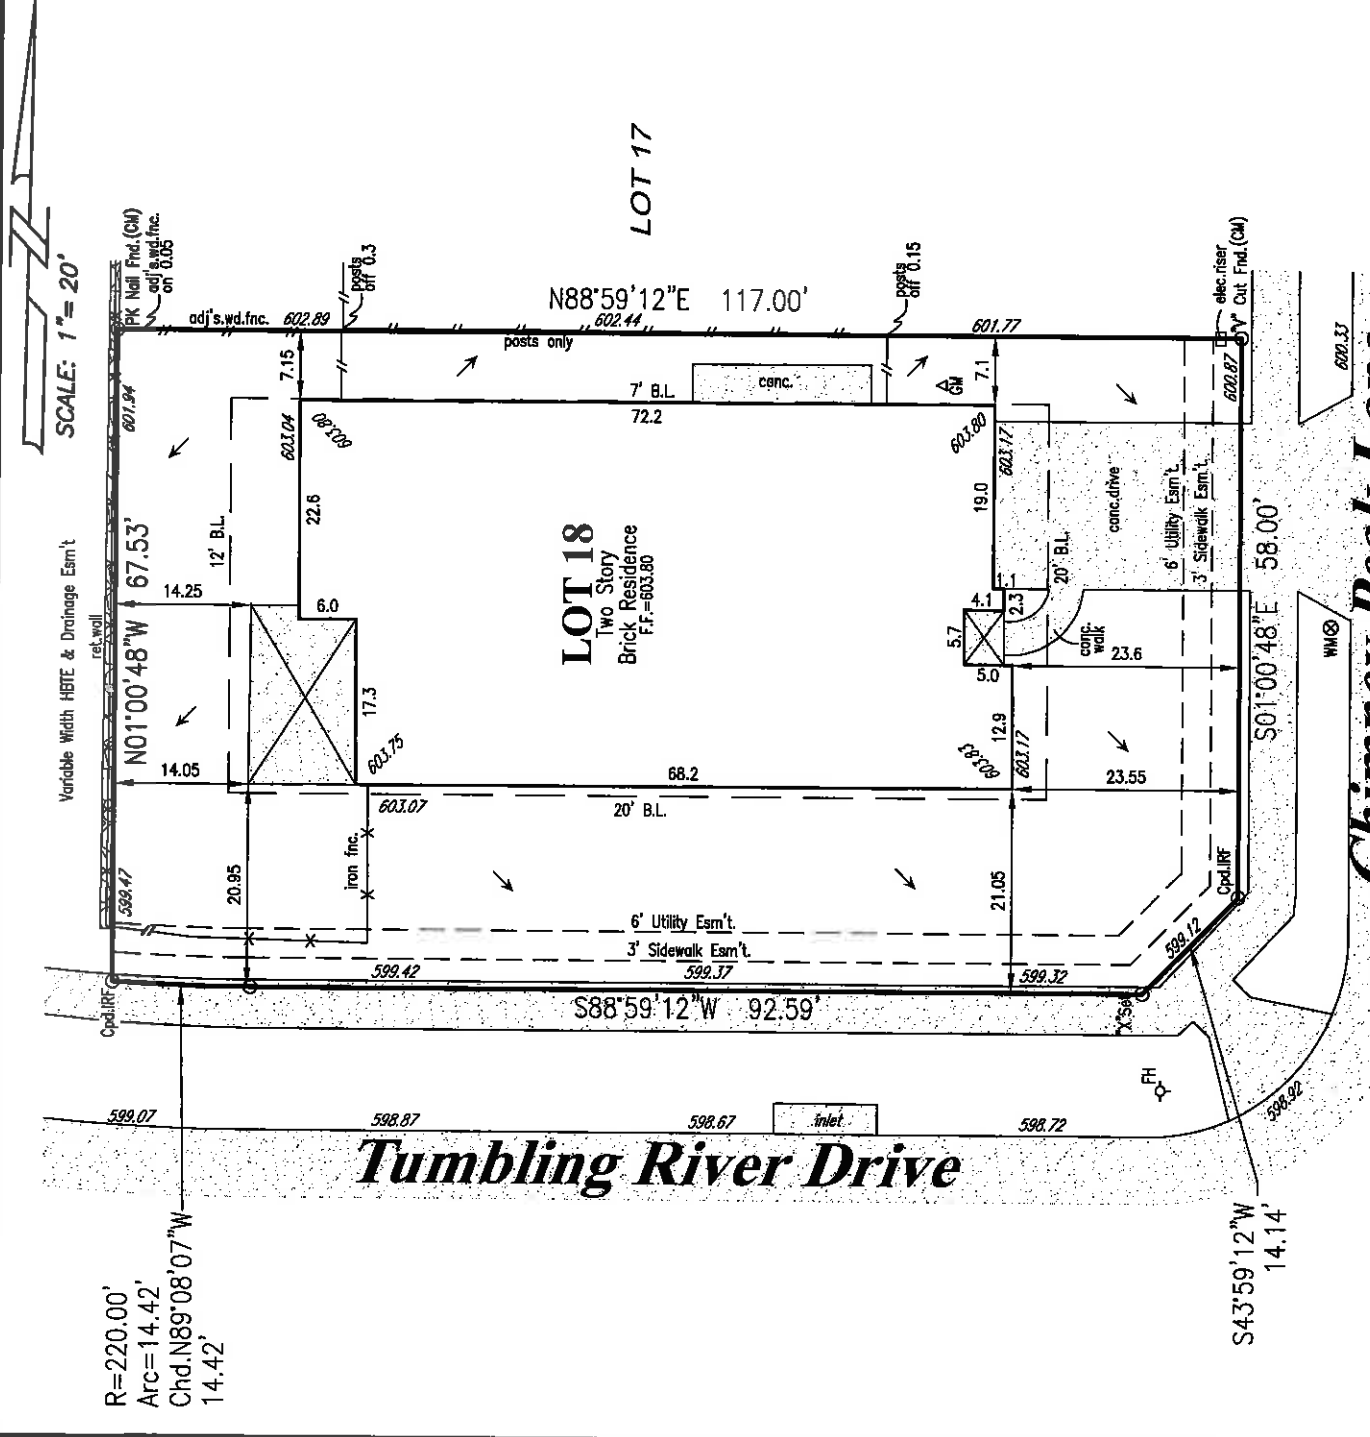 SCALE: 1"= 20'
LOT 17
PK Nail Fnd.(CM)
adj's.wd.fnc.
on 0.05
posts
off 0.3
posts
off 0.15
elec.riser
"V" Cut Fnd.(CM)
N88°59'12"E 117.00'
adj's.wd.fnc.
602.89
602.44
601.77
posts only
601.94
7.15
7.1
600.87
600.33
conc.
GM
7' B.L.
72.2
603.04
603.80
603.80
603.17
Variable Width HBTE & Drainage Esm't
ret.wall
N01°00'48"W 67.53'
12' B.L.
22.6
19.0
conc.drive
6' Utility Esm't.
3' Sidewalk Esm't.
20' B.L.
S01°00'48"E 58.00'
LOT 18
Two Story
Brick Residence
F.F.=603.80
14.25
6.0
1.1
4.1
2.3
5.7
5.0
conc.
walk
23.6
WM
17.3
12.9
14.05
603.75
603.83
603.17
23.55
68.2
603.07
20' B.L.
iron fnc.
20.95
21.05
599.47
Cpd.IRF
6' Utility Esm't.
3' Sidewalk Esm't.
599.42
599.37
599.32
599.12
Cpd.IRF
S88°59'12"W 92.59'
"X"Set
FH
599.07
598.87
598.67
inlet
598.72
598.92
Tumbling River Drive
R=220.00'
Arc=14.42'
Chd.N89°08'07"W
14.42'
S43°59'12"W
14.14'